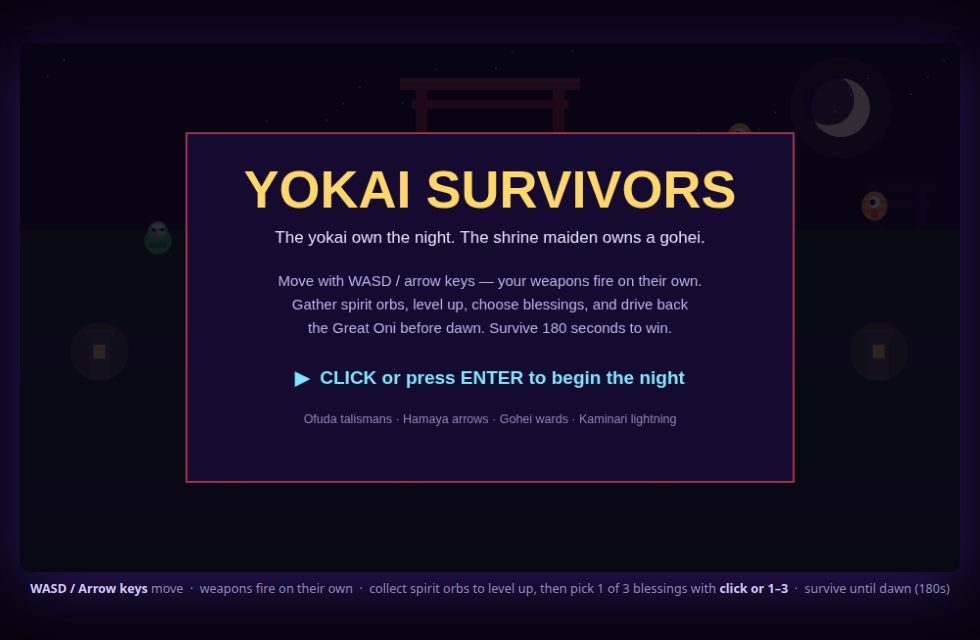 YOKAI SURVIVORS
The yokai own the night. The shrine maiden owns a gohei.
Move with WASD / arrow keys — your weapons fire on their own.
Gather spirit orbs, level up, choose blessings, and drive back
the Great Oni before dawn. Survive 180 seconds to win.
▶ CLICK or press ENTER to begin the night
Ofuda talismans · Hamaya arrows · Gohei wards · Kaminari lightning
WASD / Arrow keys move · weapons fire on their own · collect spirit orbs to level up, then pick 1 of 3 blessings with click or 1–3 · survive until dawn (180s)